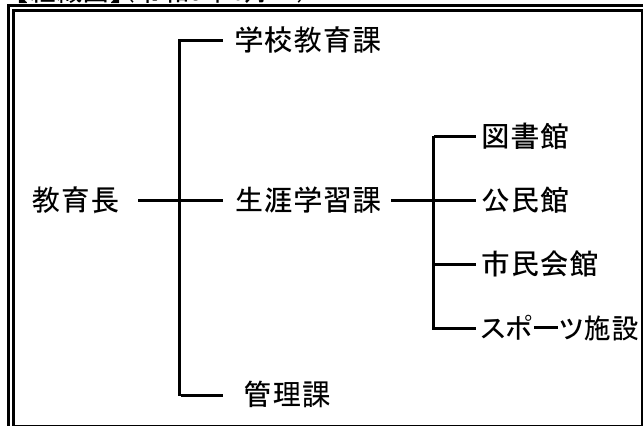 学校教育課
図書館
教育長
生涯学習課
公民館
市民会館
スポーツ施設
管理課